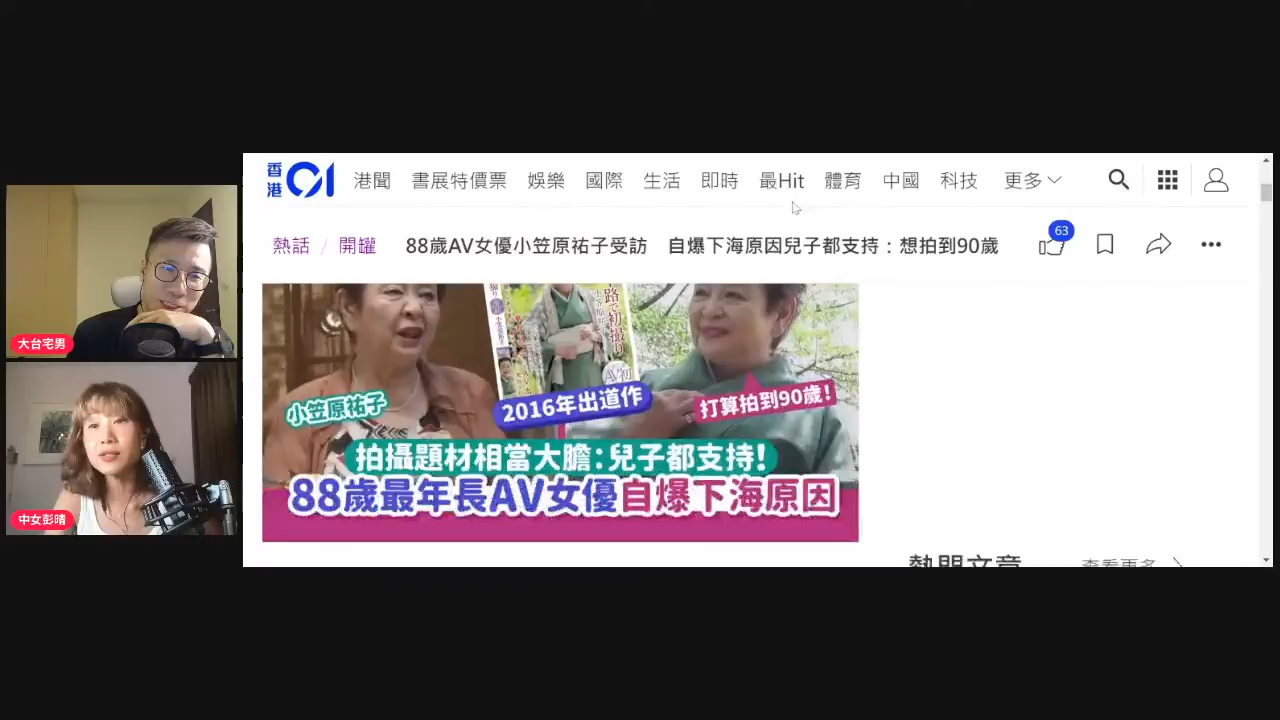 大台宅男
中女彭晴
香港01 港聞 書展特價票 娛樂 國際 生活 即時 最Hit 體育 中國 科技 更多
熱話 / 開罐 88歲AV女優小笠原祐子受訪 自爆下海原因兒子都支持：想拍到90歲 63
小笠原祐子
2016年出道作
打算拍到90歲！
拍攝題材相當大膽：兒子都支持！
88歲最年長AV女優自爆下海原因
熱門文章 查看更多